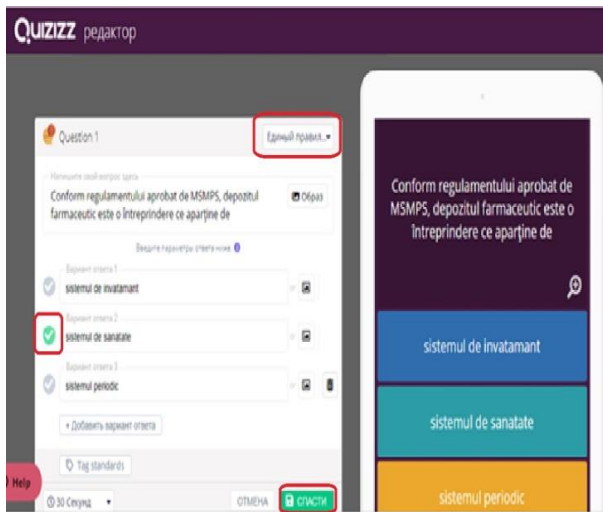 QUIZIZZ редактор
Question 1
Единый правил..
Напишите свой вопрос здесь
Conform regulamentului aprobat de MSMPS, depozitul
farmaceutic este o întreprindere ce aparține de
Образ
Введите параметры ответа ниже
Вариант ответа 1
sistemul de invatamant
Вариант ответа 2
sistemul de sanatate
Вариант ответа 3
sistemul periodic
+ Добавить вариант ответа
Tag standards
Help
30 Секунд
ОТМЕНА
СПАСТИ
Conform regulamentului aprobat de
MSMPS, depozitul farmaceutic este o
întreprindere ce aparține de
sistemul de invatamant
sistemul de sanatate
sistemul periodic